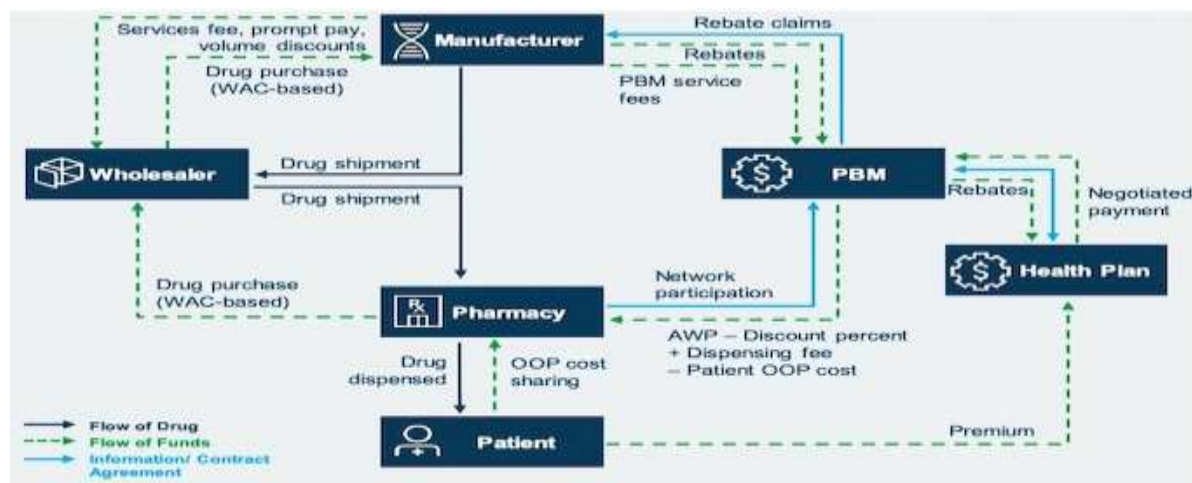 Services fee, prompt pay,
volume discounts
Drug purchase
(WAC-based)
Manufacturer
Rebate claims
Rebates
PBM service
fees
Wholesaler
Drug shipment
Drug shipment
PBM
Rebates
Negotiated
payment
Health Plan
Drug purchase
(WAC-based)
Rx
Pharmacy
Network
participation
AWP – Discount percent
+ Dispensing fee
– Patient OOP cost
Drug
dispensed
OOP cost
sharing
Patient
Premium
Flow of Drug
Flow of Funds
Information/ Contract
Agreement